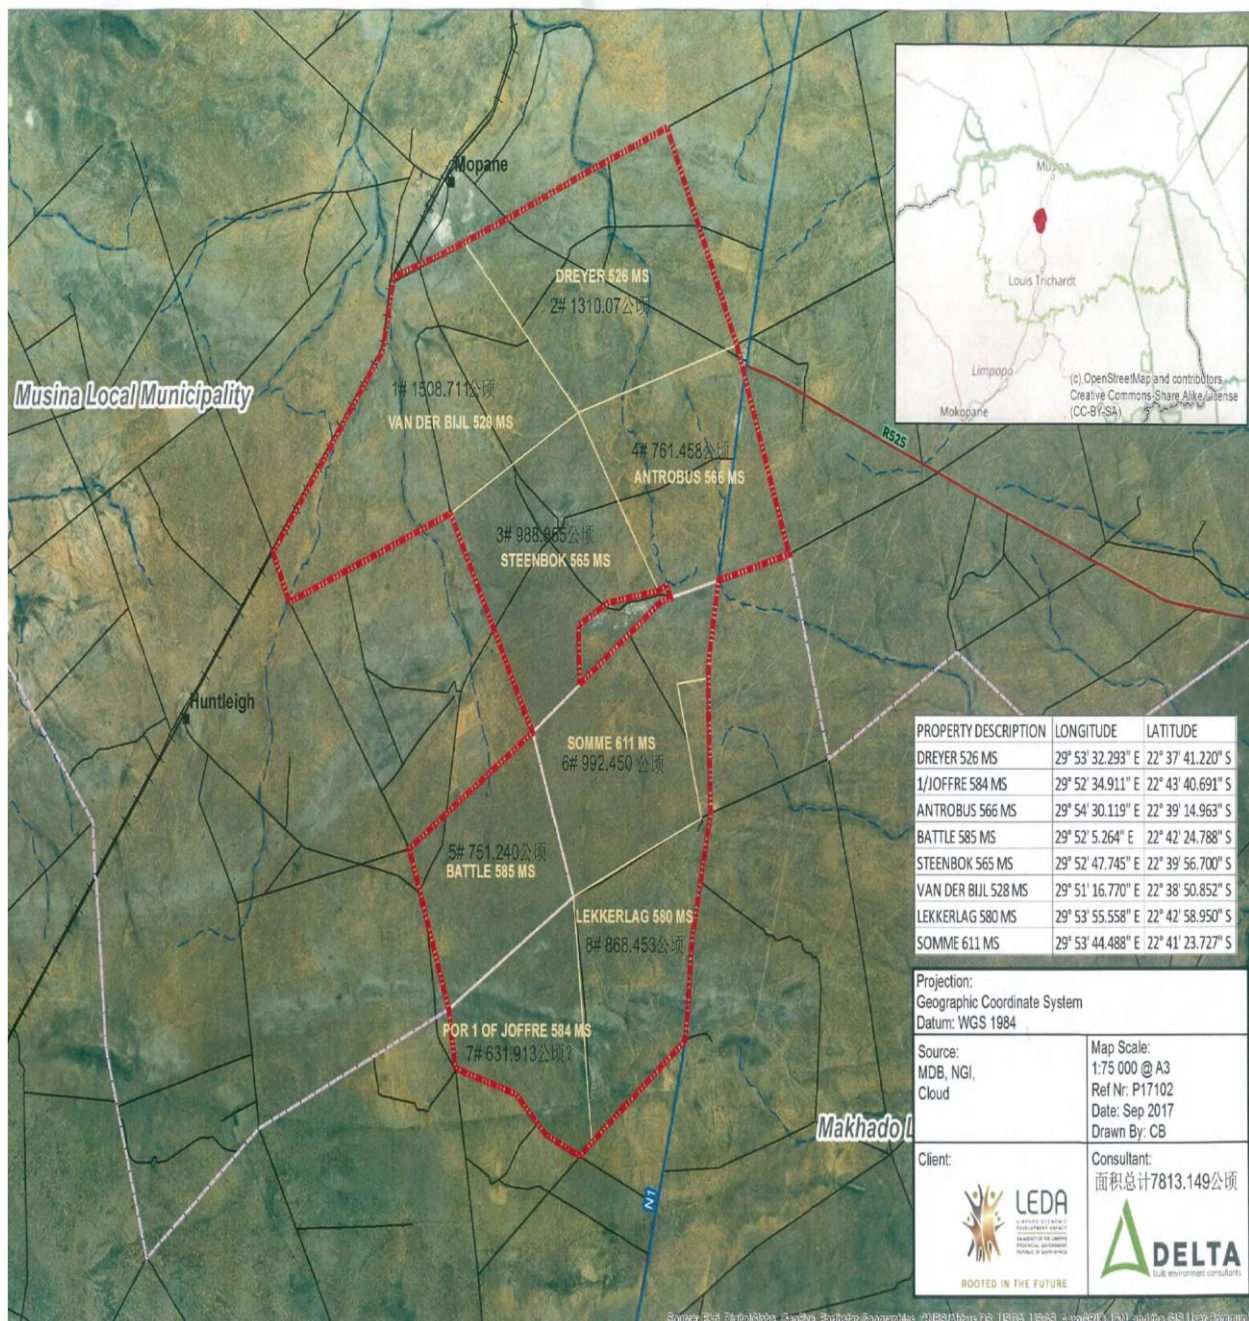 Mopane
Musina
Louis Trichardt
Limpopo
Mokopane
(c) OpenStreetMap and contributors
Creative Commons-Share Alike License
(CC-BY-SA)
DREYER 526 MS
2# 1310.07公顷
Musina Local Municipality
1# 1508.711公顷
VAN DER BIJL 528 MS
R525
4# 761.458公顷
ANTROBUS 566 MS
3# 988.855公顷
STEENBOK 565 MS
Huntleigh
SOMME 611 MS
6# 992.450 公顷
5# 751.240公顷
BATTLE 585 MS
LEKKERLAG 580 MS
8# 868.453公顷
POR 1 OF JOFFRE 584 MS
7# 631.913公顷?
Makhado L
N1
PROPERTY DESCRIPTION LONGITUDE LATITUDE
DREYER 526 MS 29° 53' 32.293" E 22° 37' 41.220" S
1/JOFFRE 584 MS 29° 52' 34.911" E 22° 43' 40.691" S
ANTROBUS 566 MS 29° 54' 30.119" E 22° 39' 14.963" S
BATTLE 585 MS 29° 52' 5.264" E 22° 42' 24.788" S
STEENBOK 565 MS 29° 52' 47.745" E 22° 39' 56.700" S
VAN DER BIJL 528 MS 29° 51' 16.770" E 22° 38' 50.852" S
LEKKERLAG 580 MS 29° 53' 55.558" E 22° 42' 58.950" S
SOMME 611 MS 29° 53' 44.488" E 22° 41' 23.727" S
Projection:
Geographic Coordinate System
Datum: WGS 1984
Source:
MDB, NGI,
Cloud
Map Scale:
1:75 000 @ A3
Ref Nr: P17102
Date: Sep 2017
Drawn By: CB
Client:
LEDA
LIMPOPO ECONOMIC
DEVELOPMENT AGENCY
ROOTED IN THE FUTURE
Consultant:
面积总计7813.149公顷
DELTA
built environment consultants